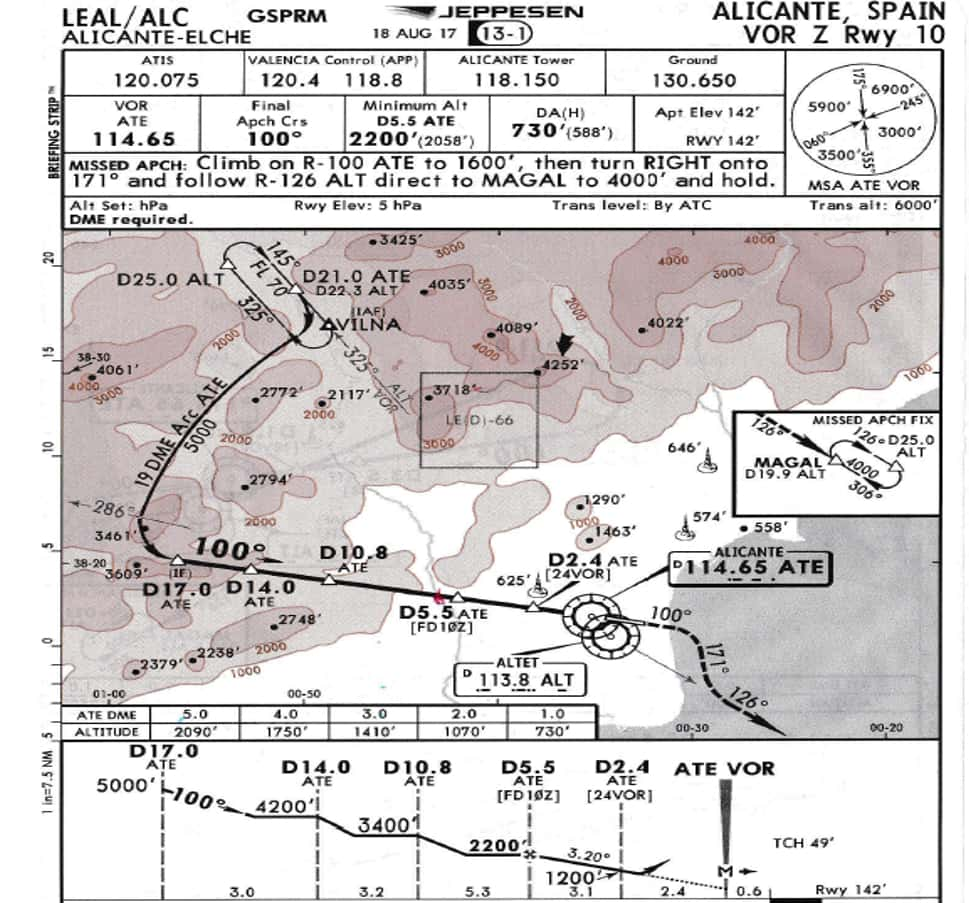 LEAL/ALC GSPRM JEPPESEN ALICANTE, SPAIN
ALICANTE-ELCHE 18 AUG 17 13-1 VOR Z Rwy 10
BRIEFING STRIP™
ATIS VALENCIA Control (APP) ALICANTE Tower Ground
120.075 120.4 118.8 118.150 130.650
VOR Final Minimum Alt
ATE Apch Crs D5.5 ATE DA(H) Apt Elev 142'
114.65 100° 2200'(2058') 730'(588') RWY 142'
MISSED APCH: Climb on R-100 ATE to 1600', then turn RIGHT onto
171° and follow R-126 ALT direct to MAGAL to 4000' and hold.
175° 6900'
5900' 245°
060° 3000'
3500' 355°
MSA ATE VOR
Alt Set: hPa Rwy Elev: 5 hPa Trans level: By ATC Trans alt: 6000'
DME required.
20
15
10
5
0
5
3425'
3000
4000
4000
3000
2000
145°
FL 70
325°
D25.0 ALT
D21.0 ATE
D22.3 ALT
(IAF)
AVILNA
325°
ALT
VOR
4035'
3000
4089'
4000
2000
4022'
4252'
1000
2000
38-30
4061'
4000
3000
19 DME Arc ATE
5000
2772'
2117'
2000
2000
3718'
LE(D)-66
3000
646'
126°
MISSED APCH FIX
126° D25.0
ALT
MAGAL
D19.9 ALT
4000
306°
2794'
2000
286°
3461'
1290'
1000
1463'
574'
558'
38-20
3609'
100°
(IF)
D17.0
ATE
D14.0
ATE
D10.8
ATE
D5.5 ATE
[FD10Z]
625'
D2.4 ATE
[24VOR]
ALICANTE
D 114.65 ATE
100°
171°
126°
2748'
2238'
2000
2379'
1000
ALTET
D 113.8 ALT
01-00
00-50
00-30
00-20
ATE DME 5.0 4.0 3.0 2.0 1.0
ALTITUDE 2090' 1750' 1410' 1070' 730'
1 in=7.5 NM
D17.0 D14.0 D10.8 D5.5 D2.4 ATE VOR
ATE ATE ATE ATE ATE
[FD10Z] [24VOR]
5000' 100° 4200'
3400'
2200' 3.20°
1200' M
TCH 49'
3.0 3.2 5.3 3.1 2.4 0.6 Rwy 142'